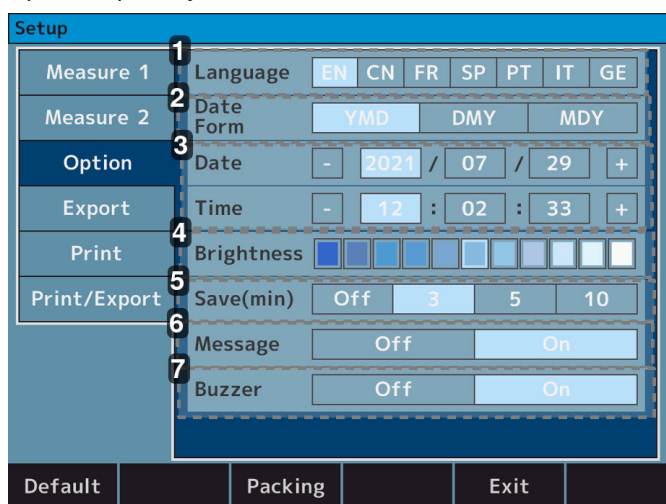 Setup
1
Measure 1
Language EN CN FR SP PT IT GE
2
Measure 2
Date Form YMD DMY MDY
3
Option
Date - 2021 / 07 / 29 +
Export
Time - 12 : 02 : 33 +
4
Print
Brightness
5
Print/Export
Save(min) Off 3 5 10
6
Message Off On
7
Buzzer Off On
Default Packing Exit